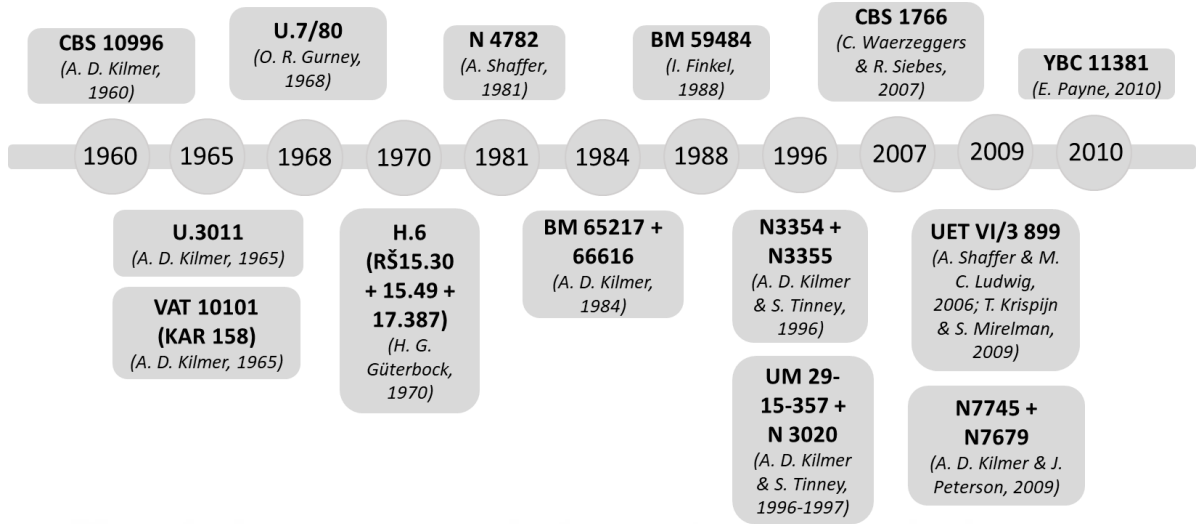 CBS 10996
(A. D. Kilmer,
1960)
U.7/80
(O. R. Gurney,
1968)
N 4782
(A. Shaffer,
1981)
BM 59484
(I. Finkel,
1988)
CBS 1766
(C. Waerzeggers
& R. Siebes,
2007)
YBC 11381
(E. Payne, 2010)
1960
1965
1968
1970
1981
1984
1988
1996
2007
2009
2010
U.3011
(A. D. Kilmer, 1965)
VAT 10101
(KAR 158)
(A. D. Kilmer, 1965)
H.6
(RŠ15.30
+ 15.49 +
17.387)
(H. G.
Güterbock,
1970)
BM 65217 +
66616
(A. D. Kilmer,
1984)
N3354 +
N3355
(A. D. Kilmer
& S. Tinney,
1996)
UM 29-
15-357 +
N 3020
(A. D. Kilmer
& S. Tinney,
1996-1997)
UET VI/3 899
(A. Shaffer & M.
C. Ludwig,
2006; T. Krispijn
& S. Mirelman,
2009)
N7745 +
N7679
(A. D. Kilmer & J.
Peterson, 2009)